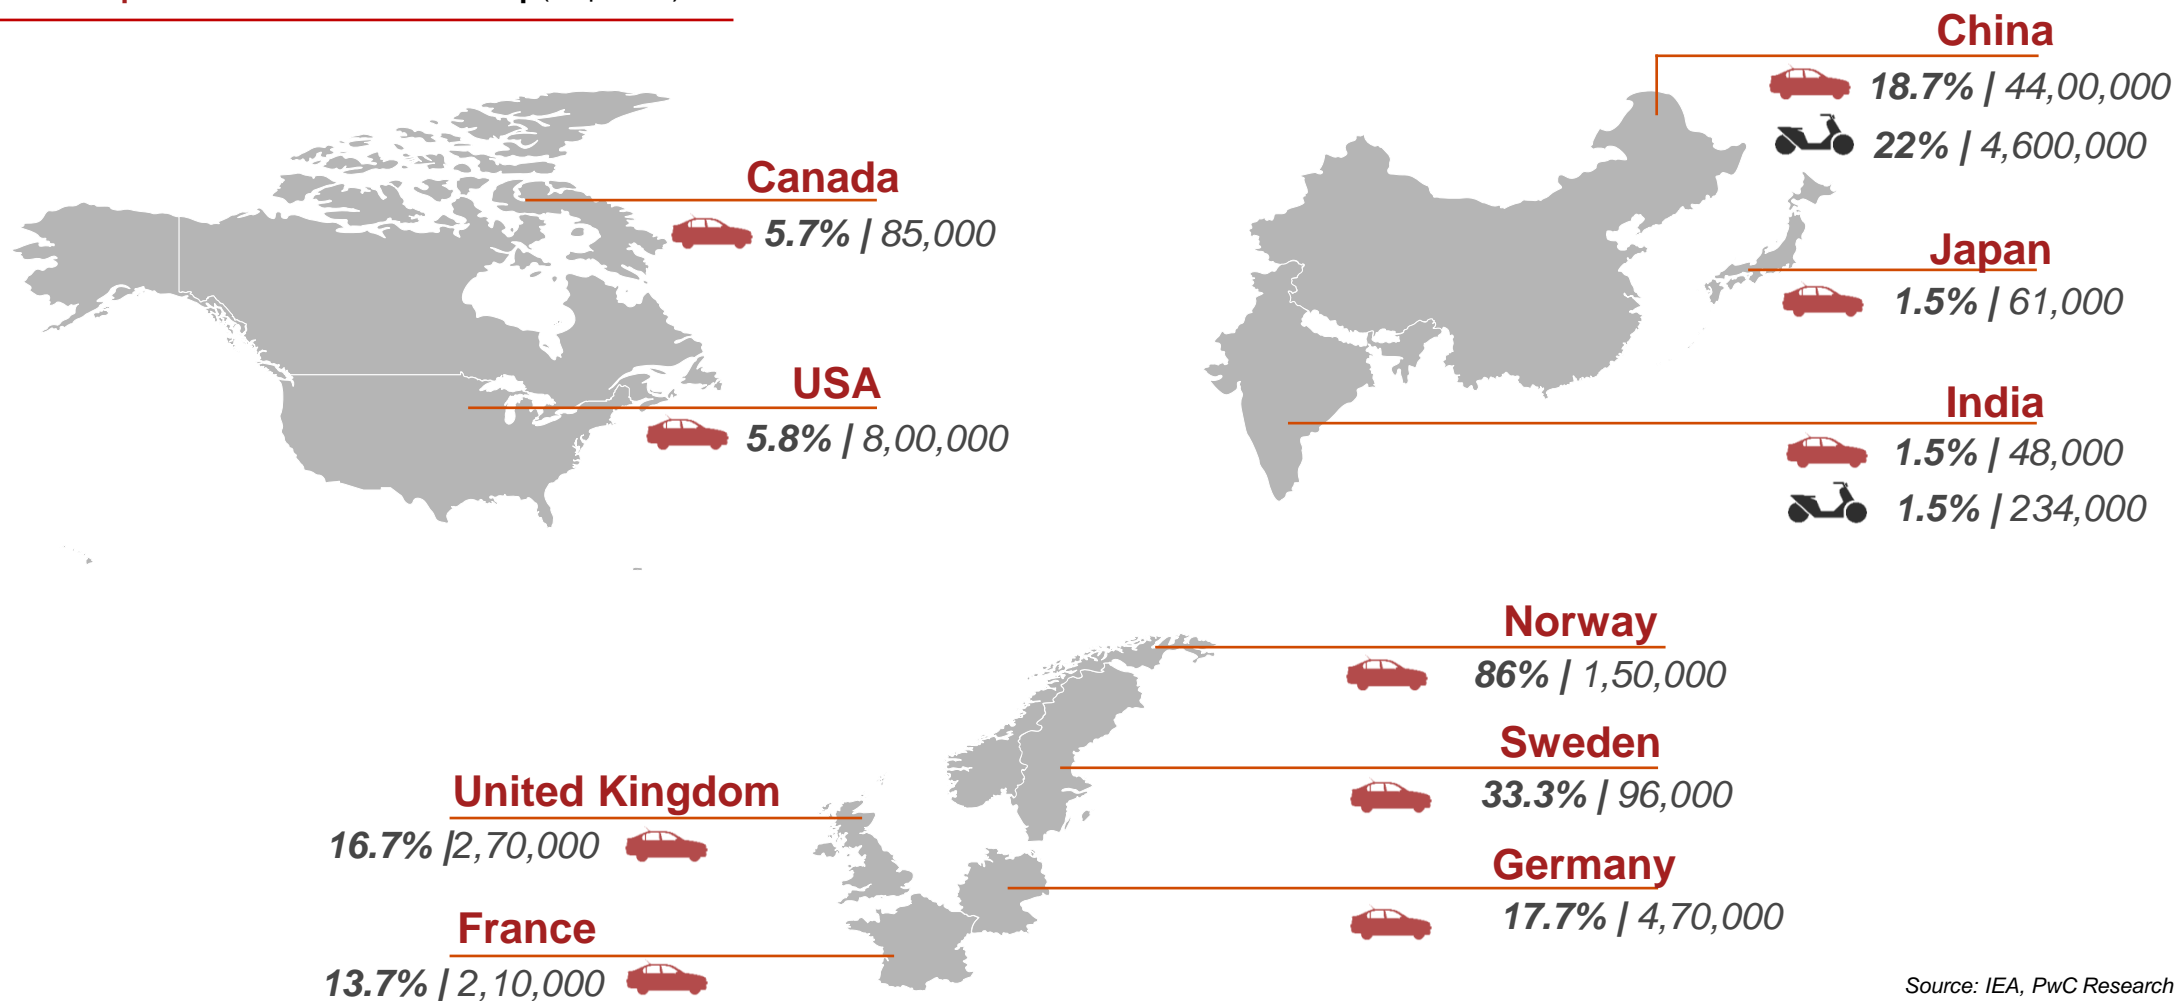 China
18.7% | 44,00,000
22% | 4,600,000
Canada
5.7% | 85,000
Japan
1.5% | 61,000
USA
5.8% | 8,00,000
India
1.5% | 48,000
1.5% | 234,000
Norway
86% | 1,50,000
Sweden
33.3% | 96,000
United Kingdom
16.7% |2,70,000
Germany
17.7% | 4,70,000
France
13.7% | 2,10,000
Source: IEA, PwC Research